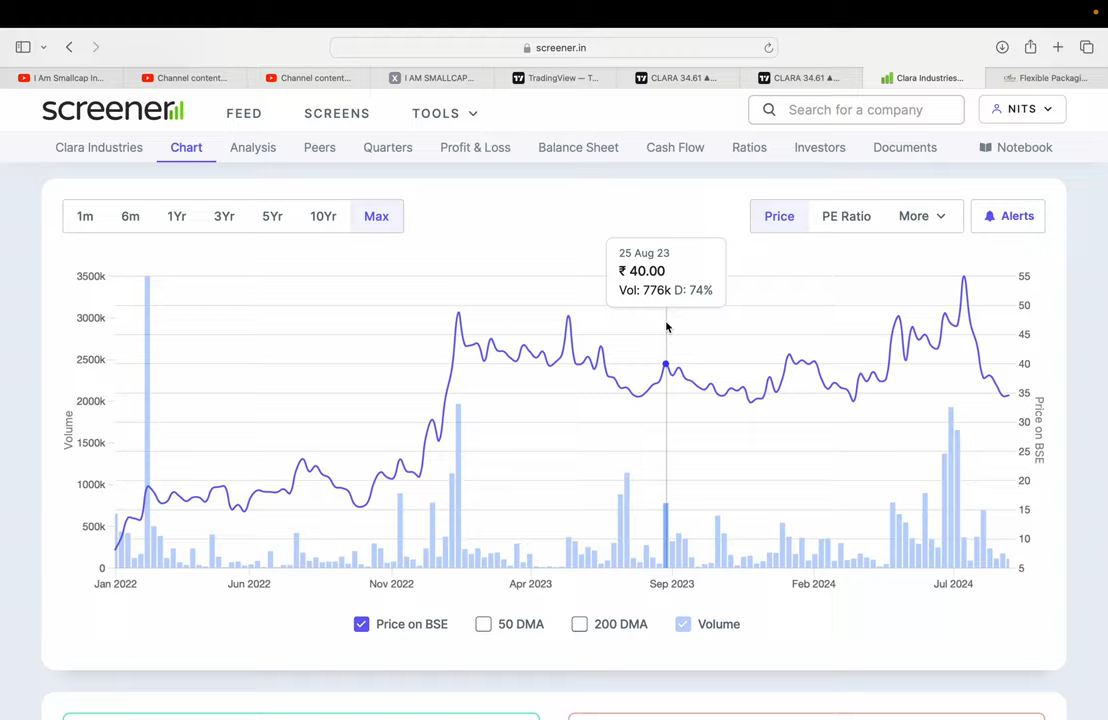 screener.in
I Am Smallcap In...
Channel content...
Channel content...
I AM SMALLCAP...
TradingView — T...
CLARA 34.61 ▲...
CLARA 34.61 ▲...
Clara Industries...
Flexible Packagi...
screener
FEED
SCREENS
TOOLS
Search for a company
NITS
Clara Industries
Chart
Analysis
Peers
Quarters
Profit & Loss
Balance Sheet
Cash Flow
Ratios
Investors
Documents
Notebook
1m
6m
1Yr
3Yr
5Yr
10Yr
Max
Price
PE Ratio
More
Alerts
25 Aug 23
₹ 40.00
Vol: 776k D: 74%
3500k
3000k
2500k
2000k
1500k
1000k
500k
0
Volume
55
50
45
40
35
30
25
20
15
10
5
Price on BSE
Jan 2022
Jun 2022
Nov 2022
Apr 2023
Sep 2023
Feb 2024
Jul 2024
Price on BSE
50 DMA
200 DMA
Volume